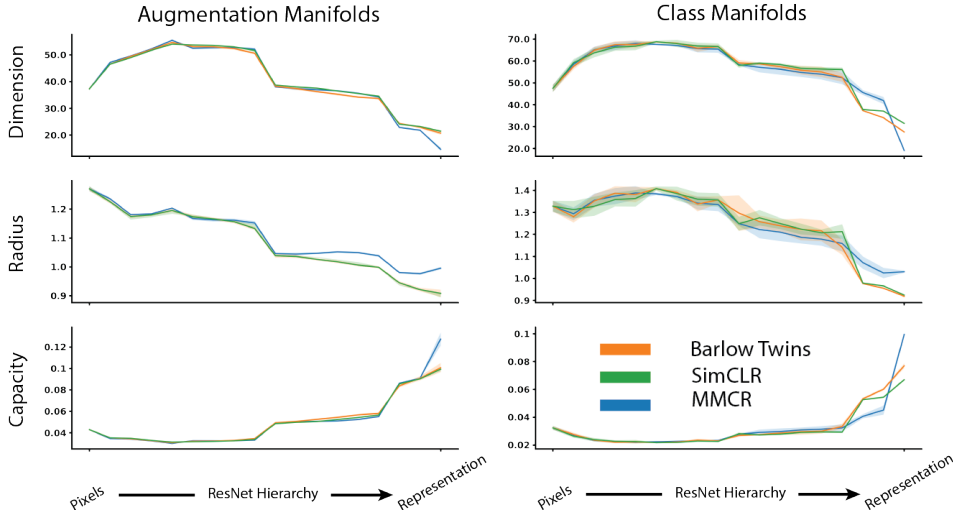 Augmentation Manifolds
Class Manifolds
Dimension
50.0
40.0
30.0
20.0
70.0
60.0
50.0
40.0
30.0
20.0
Radius
1.2
1.1
1.0
0.9
1.4
1.3
1.2
1.1
1.0
0.9
Capacity
0.12
0.10
0.08
0.06
0.04
0.1
0.08
0.06
0.04
0.02
Barlow Twins
SimCLR
MMCR
Pixels
ResNet Hierarchy
Representation
Pixels
ResNet Hierarchy
Representation